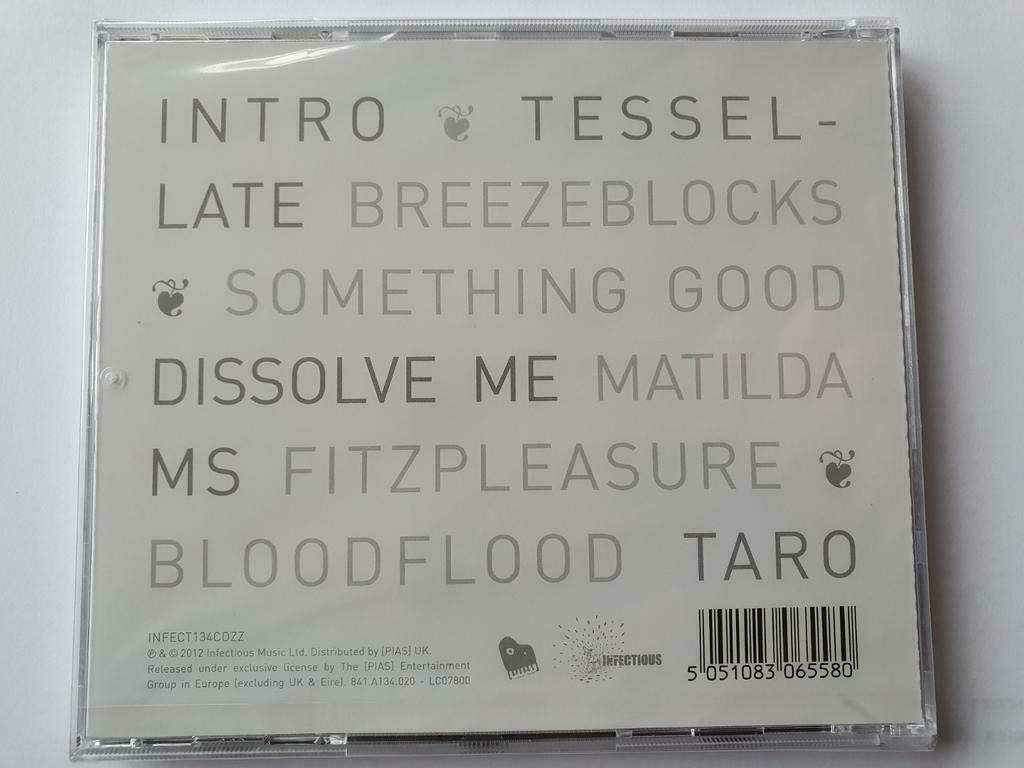 INTRO ❦ TESSEL-
LATE BREEZEBLOCKS
❦ SOMETHING GOOD
DISSOLVE ME MATILDA
MS FITZPLEASURE ❦
BLOODFLOOD TARO
INFECT134CDZZ
℗ & © 2012 Infectious Music Ltd. Distributed by [PIAS] UK.
Released under exclusive license by The [PIAS] Entertainment
Group in Europe (excluding UK & Eire). 841.A134.020 - LC07800
INFECTIOUS
5 051083 065580